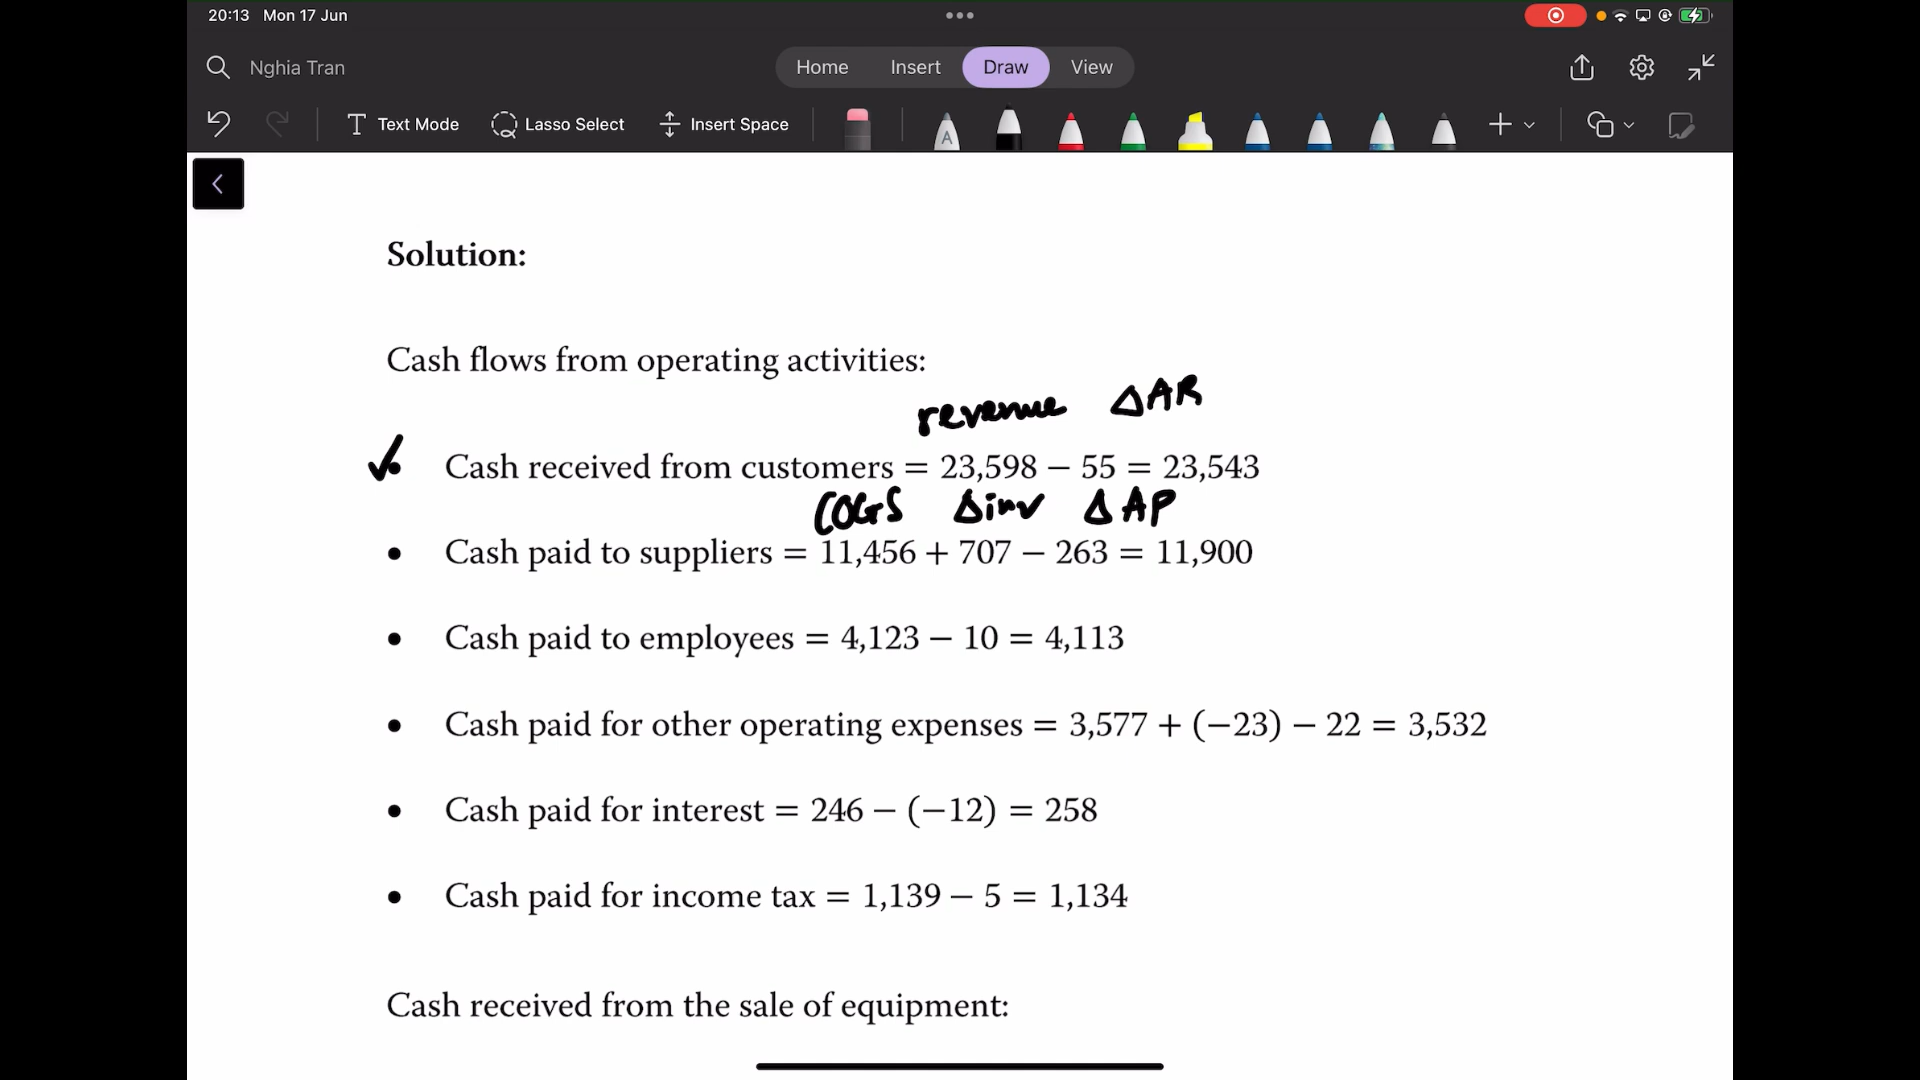 20:13 Mon 17 Jun
Nghia Tran
Home Insert Draw View
Text Mode Lasso Select Insert Space A
Solution:
Cash flows from operating activities:
revenue ΔAR
Cash received from customers = 23,598 − 55 = 23,543
COGS Δinv ΔAP
• Cash paid to suppliers = 11,456 + 707 − 263 = 11,900
• Cash paid to employees = 4,123 − 10 = 4,113
• Cash paid for other operating expenses = 3,577 + (−23) − 22 = 3,532
• Cash paid for interest = 246 − (−12) = 258
• Cash paid for income tax = 1,139 − 5 = 1,134
Cash received from the sale of equipment: